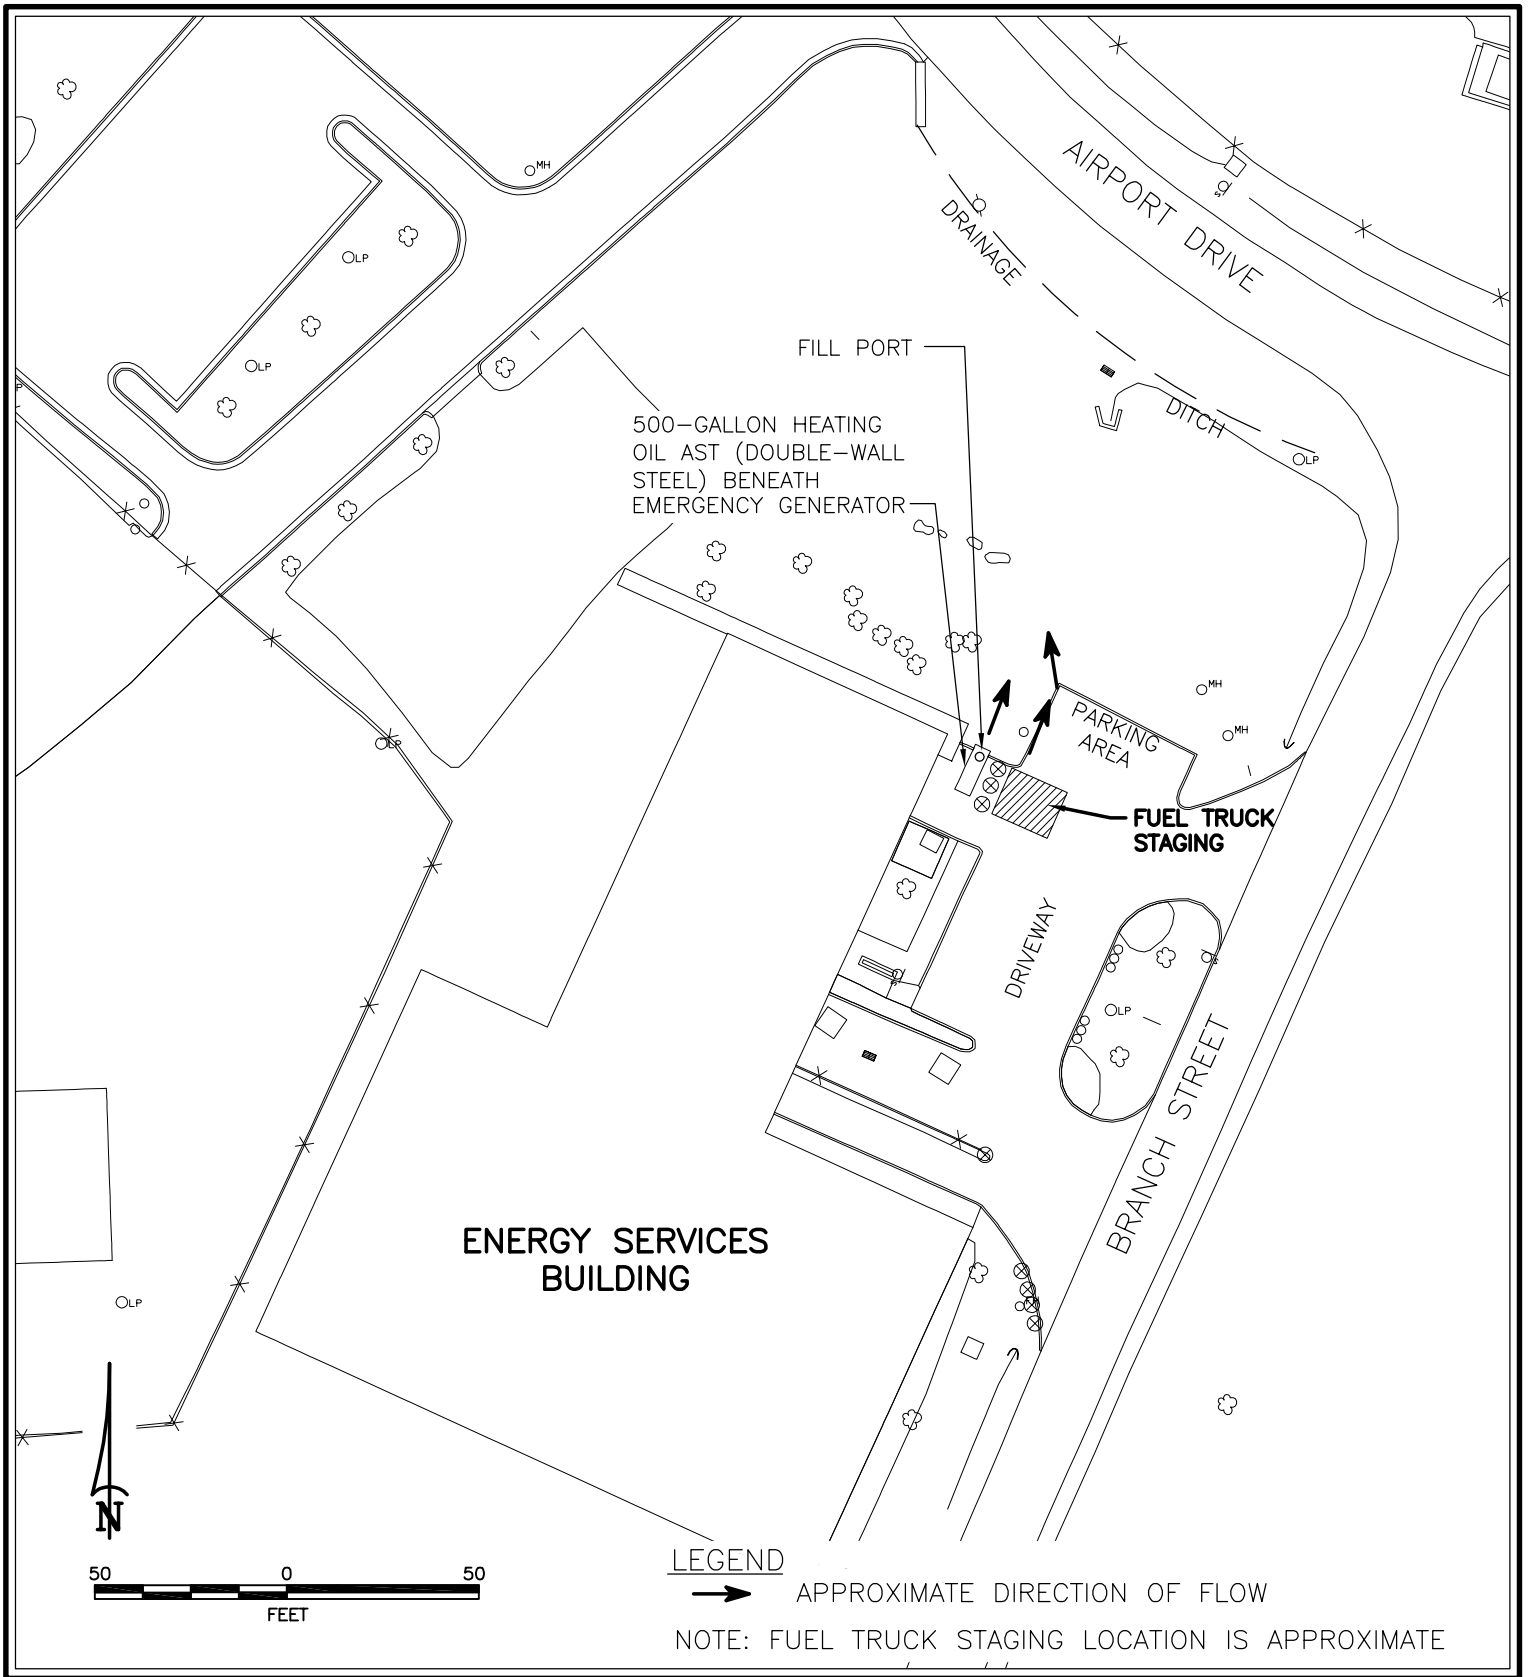 MH
AIRPORT DRIVE
S
DRAINAGE
LP
FILL PORT
LP
P
DITCH
500-GALLON HEATING
OIL AST (DOUBLE-WALL
STEEL) BENEATH
EMERGENCY GENERATOR
LP
MH
PARKING
AREA
MH
LP
FUEL TRUCK
STAGING
DRIVEWAY
S
S
LP
BRANCH STREET
ENERGY SERVICES
BUILDING
LP
N
50 0 50
FEET
LEGEND
APPROXIMATE DIRECTION OF FLOW
NOTE: FUEL TRUCK STAGING LOCATION IS APPROXIMATE